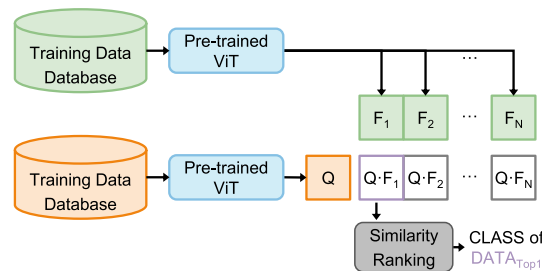 Training Data
Database
Pre-trained
ViT
...
F1 F2 ... FN
Training Data
Database
Pre-trained
ViT
Q Q·F1 Q·F2 ... Q·FN
Similarity
Ranking
CLASS of
DATATop1